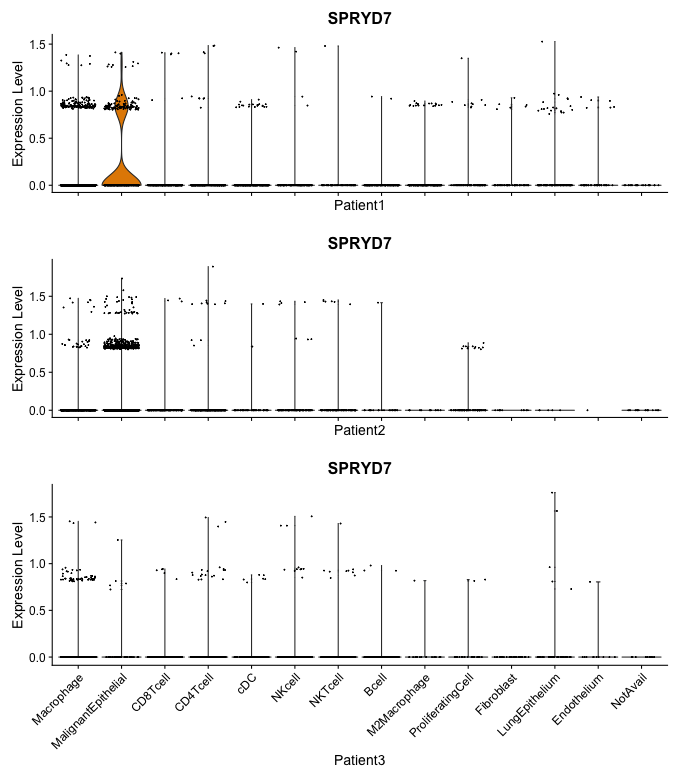 SPRYD7
Expression Level
1.5
1.0
0.5
0.0
Patient1
SPRYD7
Expression Level
1.5
1.0
0.5
0.0
Patient2
SPRYD7
Expression Level
1.5
1.0
0.5
0.0
Macrophage
MalignantEpithelial
CD8Tcell
CD4Tcell
cDC
NKcell
NKTcell
Bcell
M2Macrophage
ProliferatingCell
Fibroblast
LungEpithelium
Endothelium
NotAvail
Patient3